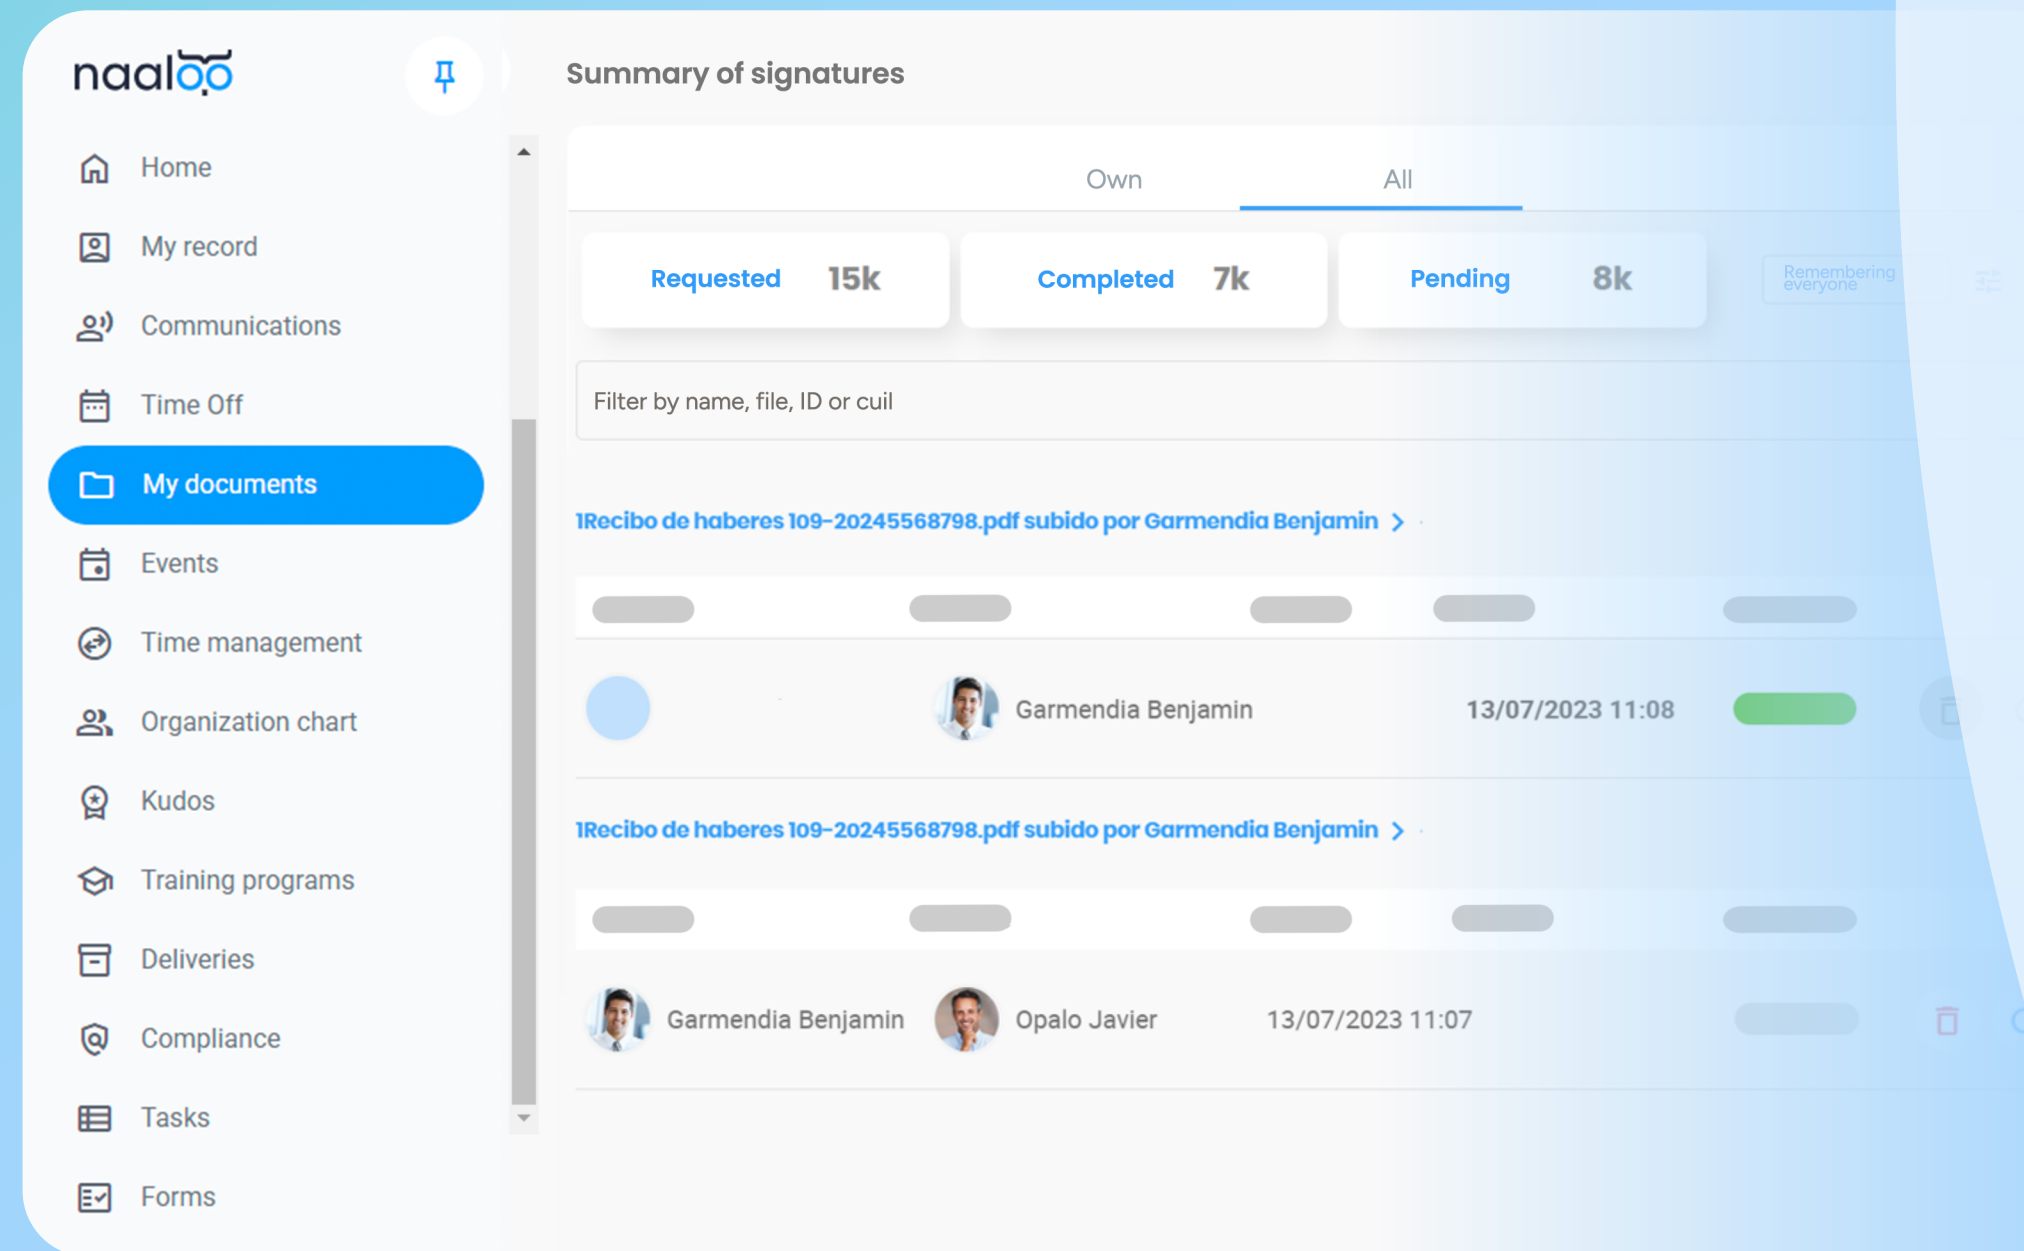 naaloo
Summary of signatures
Home
My record
Communications
Time Off
My documents
Events
Time management
Organization chart
Kudos
Training programs
Deliveries
Compliance
Tasks
Forms
Own
All
Requested 15k
Completed 7k
Pending 8k
Remembering
everyone
Filter by name, file, ID or cuil
1Recibo de haberes 109-20245568798.pdf subido por Garmendia Benjamin
Garmendia Benjamin 13/07/2023 11:08
1Recibo de haberes 109-20245568798.pdf subido por Garmendia Benjamin
Garmendia Benjamin Opalo Javier 13/07/2023 11:07